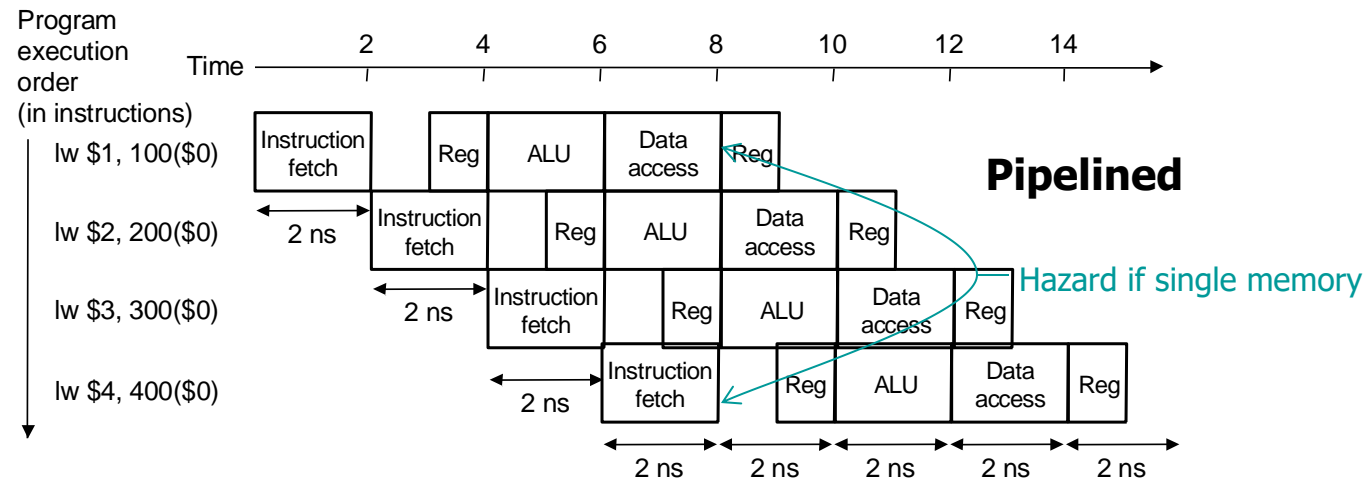 Program
execution
order
(in instructions)
Time
2 4 6 8 10 12 14
lw $1, 100($0)
Instruction
fetch
Reg
ALU
Data
access
Reg
Pipelined
2 ns
lw $2, 200($0)
Instruction
fetch
Reg
ALU
Data
access
Reg
Hazard if single memory
2 ns
lw $3, 300($0)
Instruction
fetch
Reg
ALU
Data
access
Reg
2 ns
lw $4, 400($0)
Instruction
fetch
Reg
ALU
Data
access
Reg
2 ns 2 ns 2 ns 2 ns 2 ns